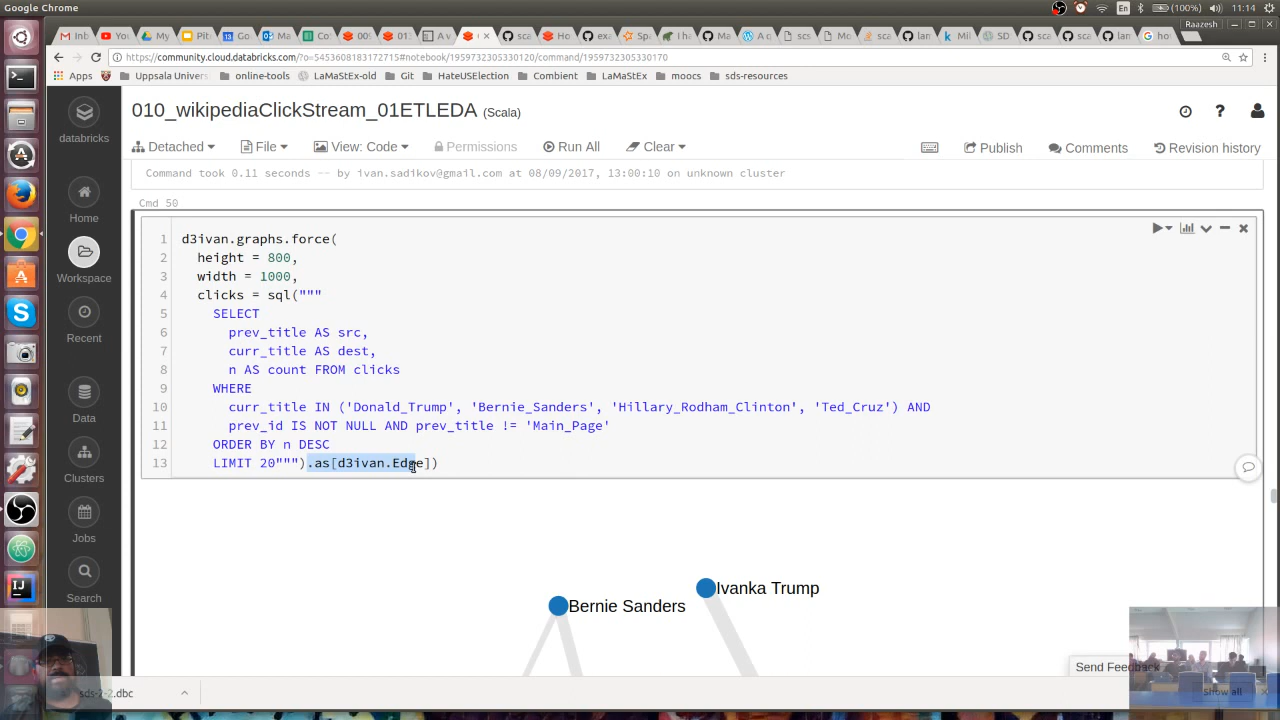 Google Chrome
En
(100%)
11:14
Raazesh
https://community.cloud.databricks.com/?o=5453608183172715#notebook/1959732305330120/command/1959732305330170
Apps
Uppsala Univers
online-tools
LaMaStEx-old
Git
HateUSElection
Combient
LaMaStEx
moocs
sds-resources
databricks
Home
Workspace
Recent
Data
Clusters
Jobs
Search
010_wikipediaClickStream_01ETLEDA (Scala)
Detached
File
View: Code
Permissions
Run All
Clear
Publish
Comments
Revision history
Command took 0.11 seconds -- by ivan.sadikov@gmail.com at 08/09/2017, 13:00:10 on unknown cluster
Cmd 50
1 d3ivan.graphs.force(
2 height = 800,
3 width = 1000,
4 clicks = sql("""
5 SELECT
6 prev_title AS src,
7 curr_title AS dest,
8 n AS count FROM clicks
9 WHERE
10 curr_title IN ('Donald_Trump', 'Bernie_Sanders', 'Hillary_Rodham_Clinton', 'Ted_Cruz') AND
11 prev_id IS NOT NULL AND prev_title != 'Main_Page'
12 ORDER BY n DESC
13 LIMIT 20""").as[d3ivan.Edge])
Ivanka Trump
Bernie Sanders
Send Feedback
sds-2-2.dbc
Show all